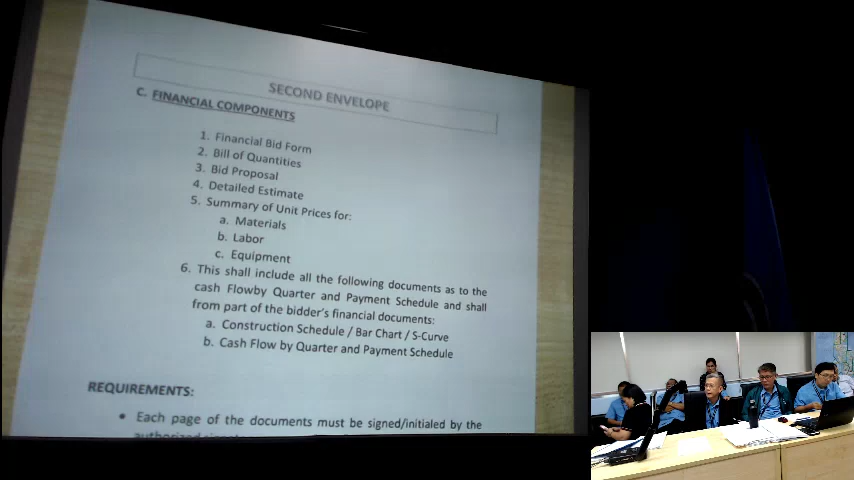 SECOND ENVELOPE
C. FINANCIAL COMPONENTS
1. Financial Bid Form
2. Bill of Quantities
3. Bid Proposal
4. Detailed Estimate
5. Summary of Unit Prices for:
a. Materials
b. Labor
c. Equipment
6. This shall include all the following documents as to the
cash Flowby Quarter and Payment Schedule and shall
from part of the bidder's financial documents:
a. Construction Schedule / Bar Chart / S-Curve
b. Cash Flow by Quarter and Payment Schedule
REQUIREMENTS:
• Each page of the documents must be signed/initialed by the